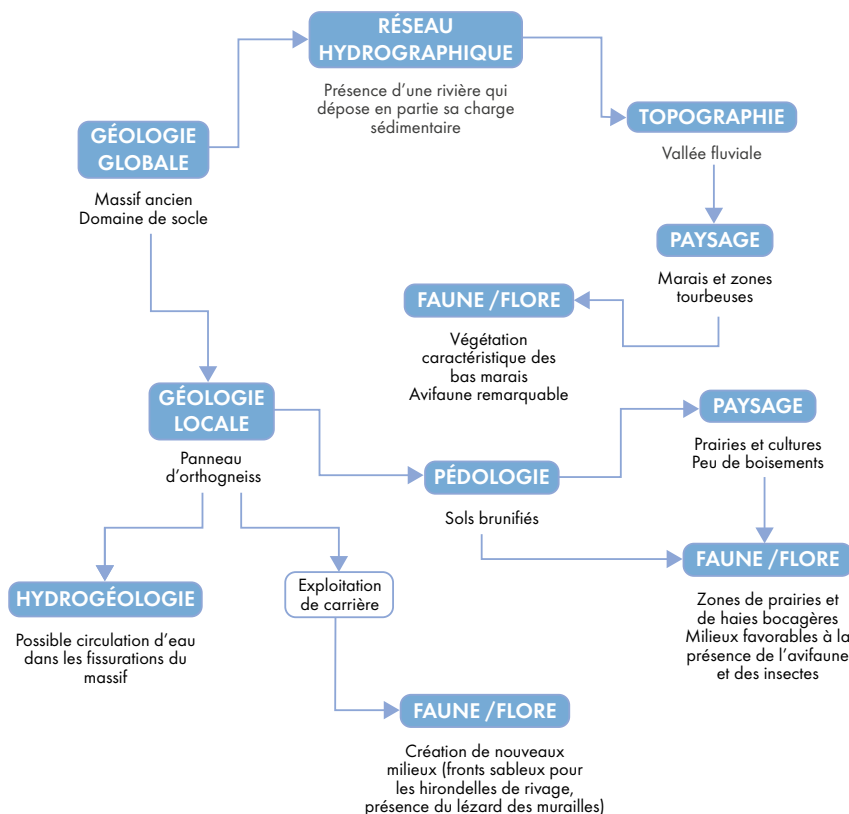 RÉSEAU
HYDROGRAPHIQUE
Présence d'une rivière qui
dépose en partie sa charge
sédimentaire
GÉOLOGIE
GLOBALE
Massif ancien
Domaine de socle
TOPOGRAPHIE
Vallée fluviale
PAYSAGE
Marais et zones
tourbeuses
FAUNE /FLORE
Végétation
caractéristique des
bas marais
Avifaune remarquable
GÉOLOGIE
LOCALE
Panneau
d'orthogneiss
PAYSAGE
Prairies et cultures
Peu de boisements
PÉDOLOGIE
Sols brunifiés
FAUNE /FLORE
Zones de prairies et
de haies bocagères
Milieux favorables à la
présence de l'avifaune
et des insectes
HYDROGÉOLOGIE
Possible circulation d'eau
dans les fissurations du
massif
Exploitation
de carrière
FAUNE /FLORE
Création de nouveaux
milieux (fronts sableux pour
les hirondelles de rivage,
présence du lézard des murailles)